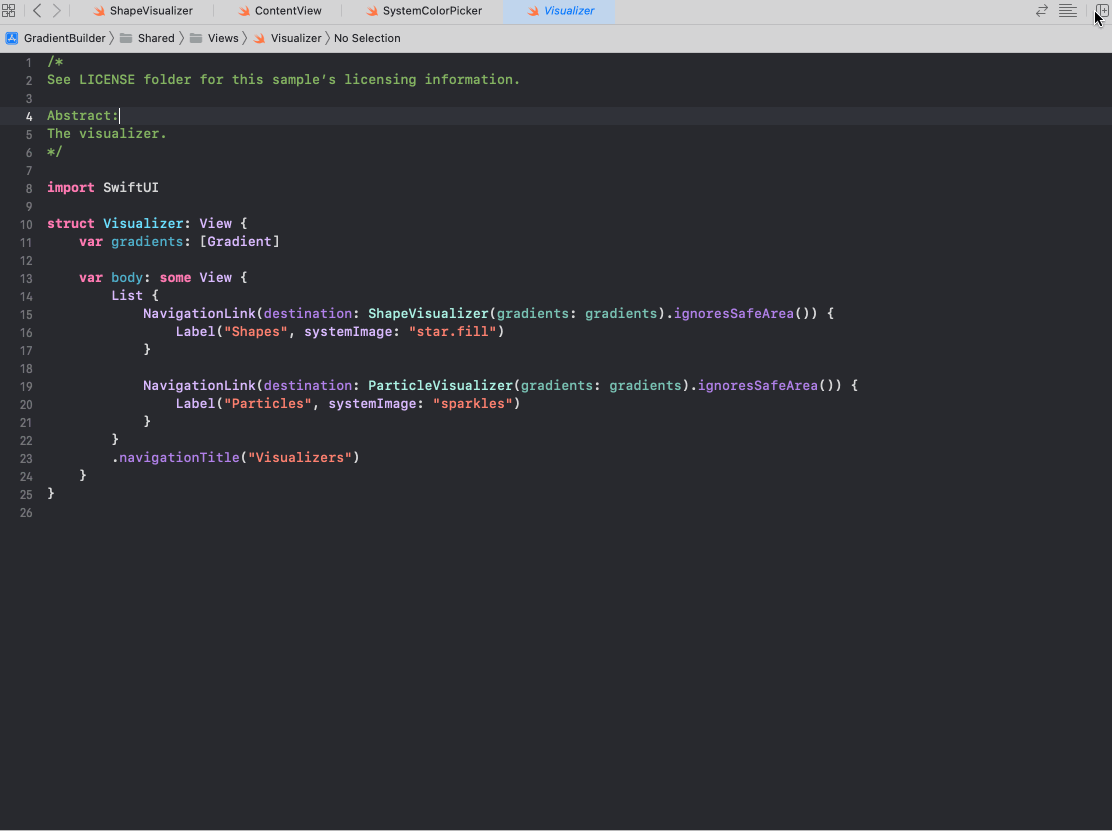 ShapeVisualizer ContentView SystemColorPicker Visualizer
GradientBuilder Shared Views Visualizer No Selection
1 /*
2 See LICENSE folder for this sample’s licensing information.
3
4 Abstract:
5 The visualizer.
6 */
7
8 import SwiftUI
9
10 struct Visualizer: View {
11     var gradients: [Gradient]
12
13     var body: some View {
14         List {
15             NavigationLink(destination: ShapeVisualizer(gradients: gradients).ignoresSafeArea()) {
16                 Label("Shapes", systemImage: "star.fill")
17             }
18
19             NavigationLink(destination: ParticleVisualizer(gradients: gradients).ignoresSafeArea()) {
20                 Label("Particles", systemImage: "sparkles")
21             }
22         }
23         .navigationTitle("Visualizers")
24     }
25 }
26